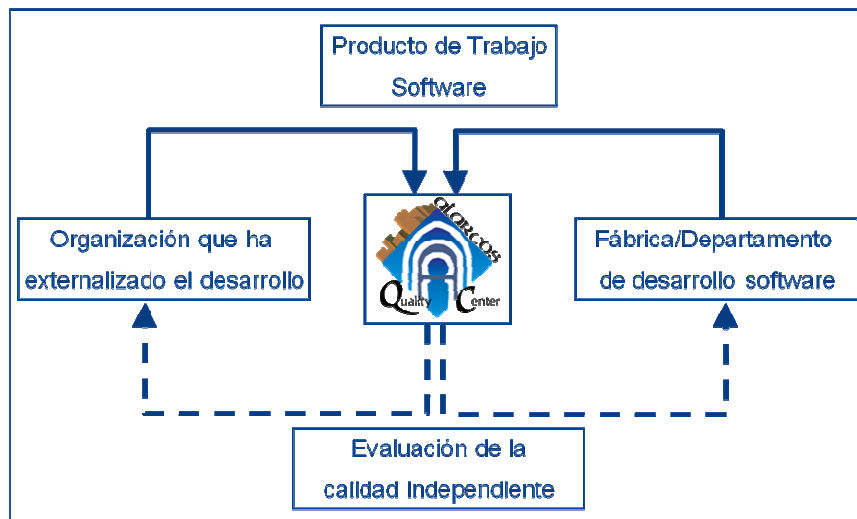 Producto de Trabajo
Software
Organización que ha
externalizado el desarrollo
alarcos
Quality Center
Fábrica/Departamento
de desarrollo software
Evaluación de la
calidad independiente